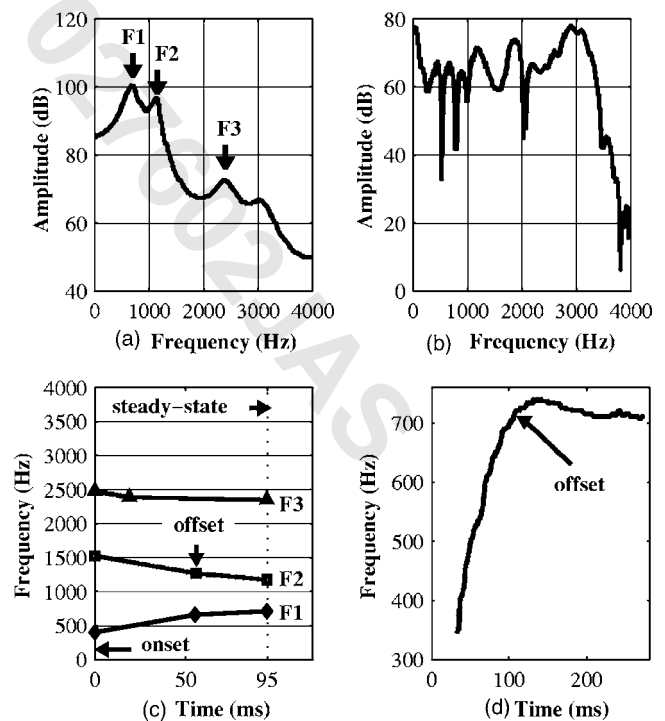 120
100
80
60
40
Amplitude (dB)
F1
F2
F3
0 1000 2000 3000 4000
(a) Frequency (Hz)
80
60
40
20
0
Amplitude (dB)
0 1000 2000 3000 4000
(b) Frequency (Hz)
4000
3500
3000
2500
2000
1500
1000
500
0
Frequency (Hz)
steady-state
F3
offset
F2
F1
onset
0 50 95
(c) Time (ms)
700
600
500
400
300
Frequency (Hz)
offset
0 100 200
(d) Time (ms)
027602JAS